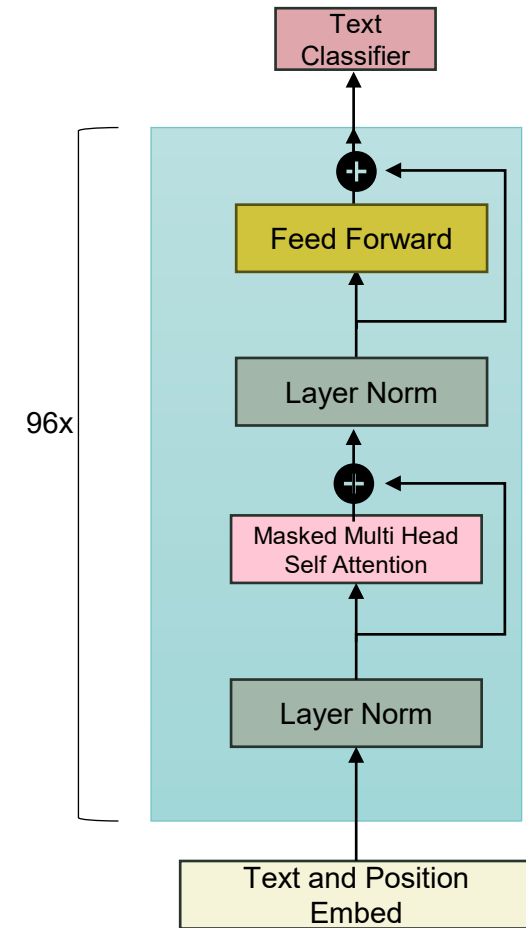 Text
Classifier
Feed Forward
Layer Norm
96x
Masked Multi Head
Self Attention
Layer Norm
Text and Position
Embed